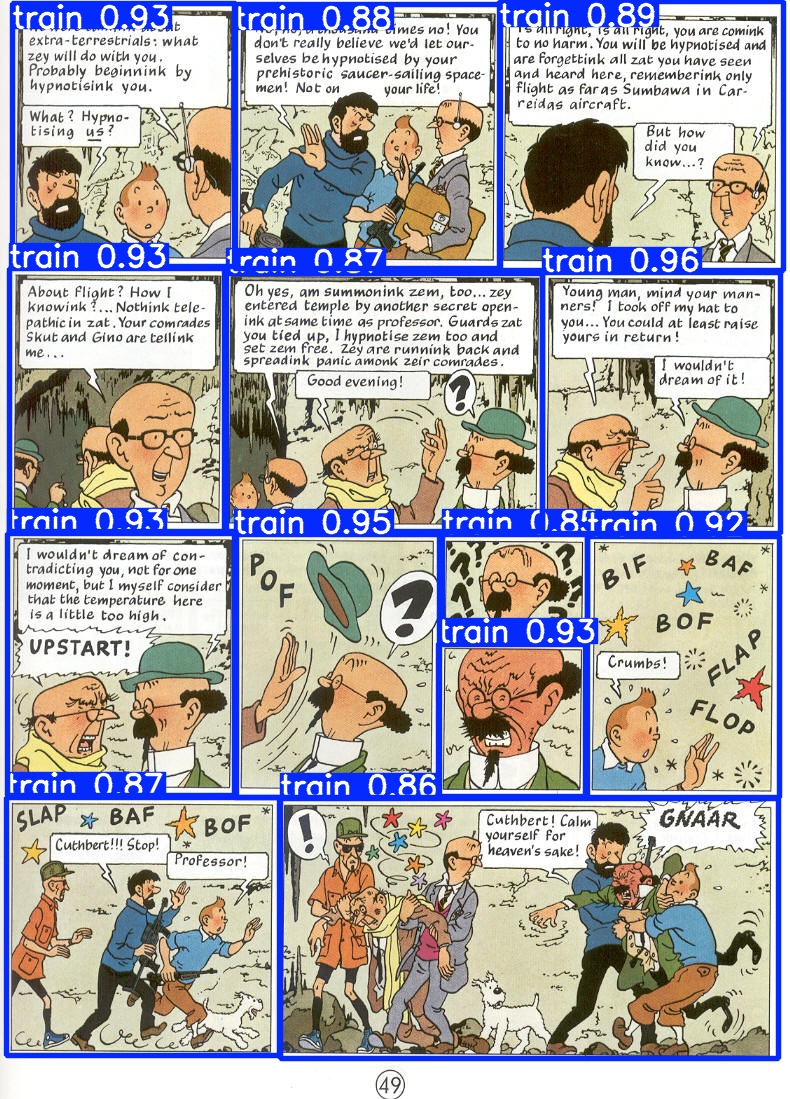 train 0.93
extra-terrestrials: what
zey will do with you.
Probably beginnink by
hypnotisink you.
What? Hypno-
tising us?
train 0.88
times no! You
don't really believe we'd let our-
selves be hypnotised by your
prehistoric saucer-sailing space-
men! Not on your life!
train 0.89
Is all right, is all right, you are comink
to no harm. You will be hypnotised and
are forgettink all zat you have seen
and heard here, rememberink only
flight as far as Sumbawa in Car-
reidas aircraft.
But how
did you
know...?
train 0.93
About flight? How I
knowink?... Nothink tele-
pathic in zat. Your comrades
Skut and Gino are tellink
me...
train 0.87
Oh yes, am summonink zem, too... zey
entered temple by another secret open-
ink at same time as professor. Guards zat
you tied up, I hypnotise zem too and
set zem free. Zey are runnink back and
spreadink panic amonk zeir comrades.
Good evening!
?
train 0.96
Young man, mind your man-
ners! I took off my hat to
you... You could at least raise
yours in return!
I wouldn't
dream of it!
train 0.93
I wouldn't dream of con-
tradicting you, not for one
moment, but I myself consider
that the temperature here
is a little too high.
UPSTART!
train 0.95
POF
?
train 0.85
? ? ? ? ? ?
train 0.93
train 0.92
BIF BAF
BOF
FLAP
FLOP
Crumbs!
train 0.87
SLAP BAF BOF
Cuthbert!!! Stop!
Professor!
train 0.86
!
Cuthbert! Calm
yourself for
heaven's sake!
GNAAR
49